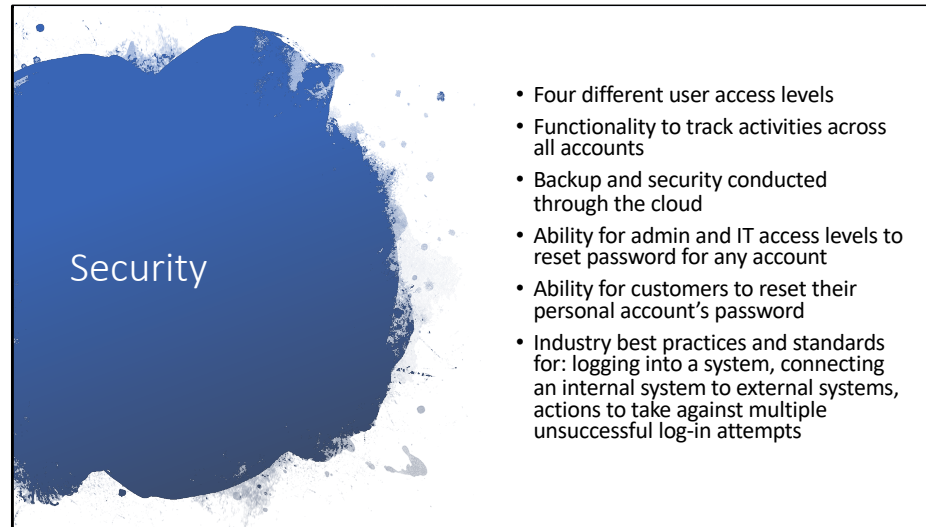 Security
• Four different user access levels
• Functionality to track activities across
all accounts
• Backup and security conducted
through the cloud
• Ability for admin and IT access levels to
reset password for any account
• Ability for customers to reset their
personal account’s password
• Industry best practices and standards
for: logging into a system, connecting
an internal system to external systems,
actions to take against multiple
unsuccessful log-in attempts